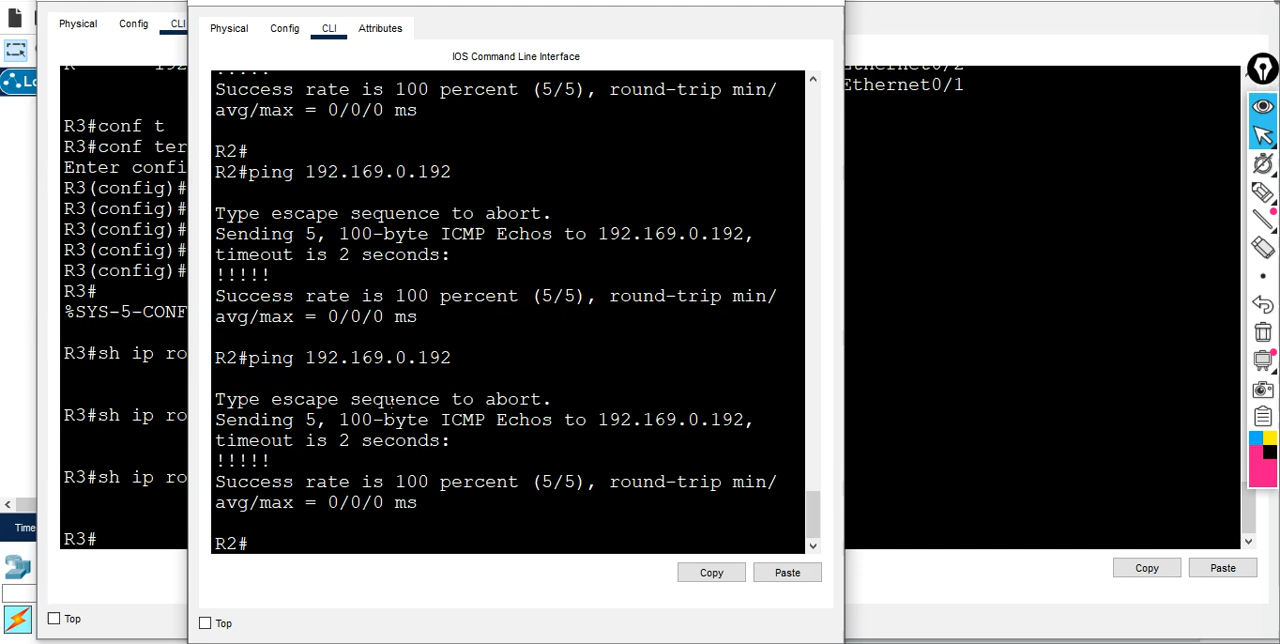 Physical
Config
CLI
R 192
R3#conf t
R3#conf ter
Enter confi
R3(config)#
R3(config)#
R3(config)#
R3(config)#
R3(config)#
R3#
%SYS-5-CONF
R3#sh ip ro
R3#sh ip ro
R3#sh ip ro
R3#
Time
Top
Physical
Config
CLI
Attributes
IOS Command Line Interface
Success rate is 100 percent (5/5), round-trip min/
avg/max = 0/0/0 ms
R2#
R2#ping 192.169.0.192
Type escape sequence to abort.
Sending 5, 100-byte ICMP Echos to 192.169.0.192,
timeout is 2 seconds:
!!!!!
Success rate is 100 percent (5/5), round-trip min/
avg/max = 0/0/0 ms
R2#ping 192.169.0.192
Type escape sequence to abort.
Sending 5, 100-byte ICMP Echos to 192.169.0.192,
timeout is 2 seconds:
!!!!!
Success rate is 100 percent (5/5), round-trip min/
avg/max = 0/0/0 ms
R2#
Copy
Paste
Top
Ethernet0/1
Copy
Paste